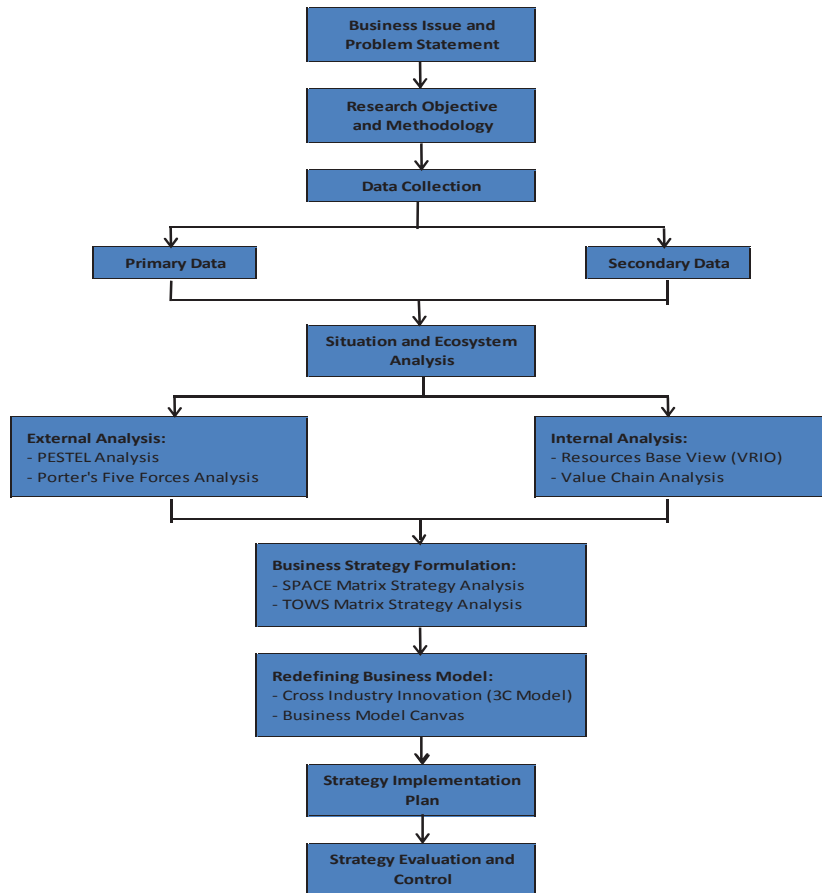 Business Issue and
Problem Statement
Research Objective
and Methodology
Data Collection
Primary Data
Secondary Data
Situation and Ecosystem
Analysis
External Analysis:
- PESTEL Analysis
- Porter's Five Forces Analysis
Internal Analysis:
- Resources Base View (VRIO)
- Value Chain Analysis
Business Strategy Formulation:
- SPACE Matrix Strategy Analysis
- TOWS Matrix Strategy Analysis
Redefining Business Model:
- Cross Industry Innovation (3C Model)
- Business Model Canvas
Strategy Implementation
Plan
Strategy Evaluation and
Control